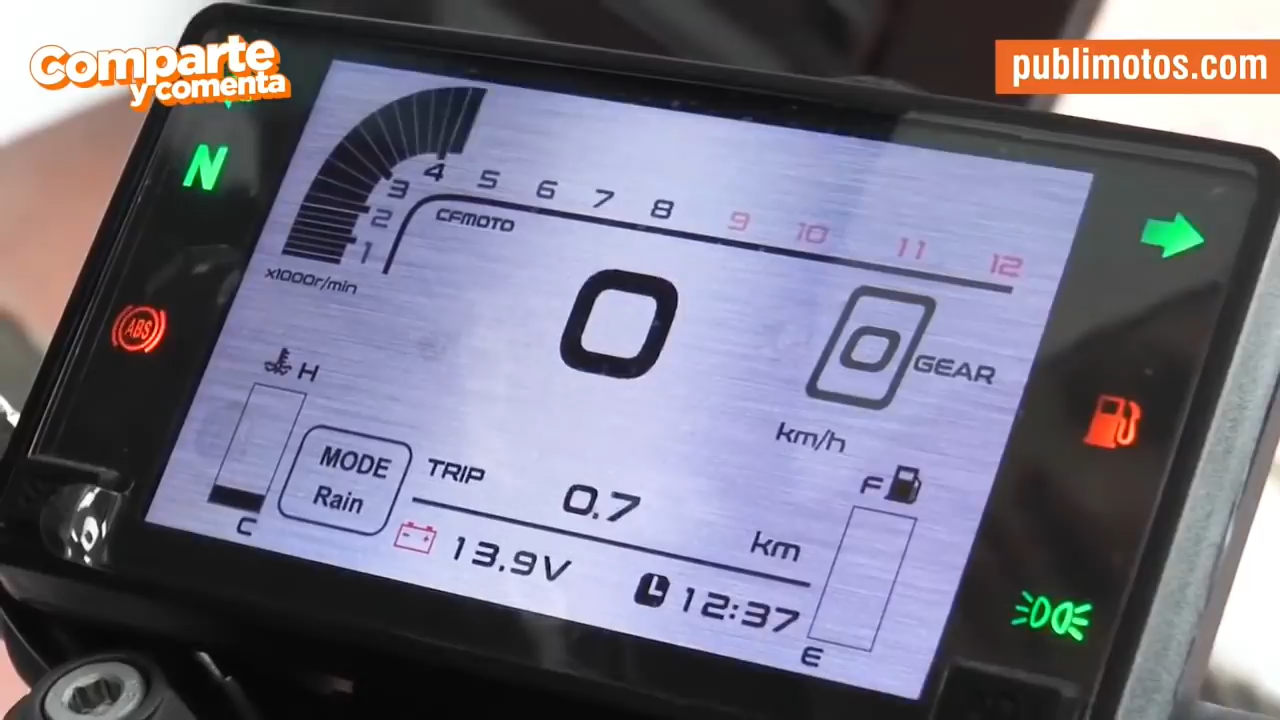 Comparte
y comenta
publimotos.com
N
1 2 3 4 5 6 7 8 9 10 11 12
CFMOTO
x1000r/min
0
0 GEAR
km/h
ABS
H
C
MODE
Rain
TRIP 0.7 km
13.9V
12:37
F
E